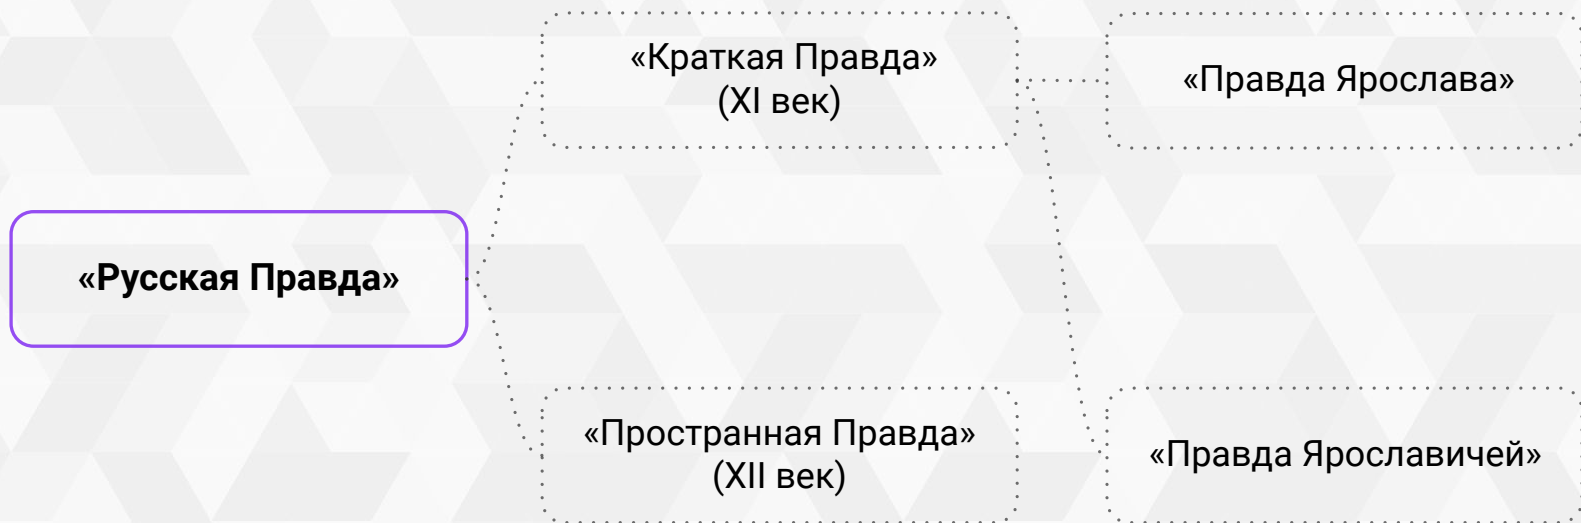 «Краткая Правда»
(XI век)
«Правда Ярослава»
«Русская Правда»
«Пространная Правда»
(XII век)
«Правда Ярославичей»